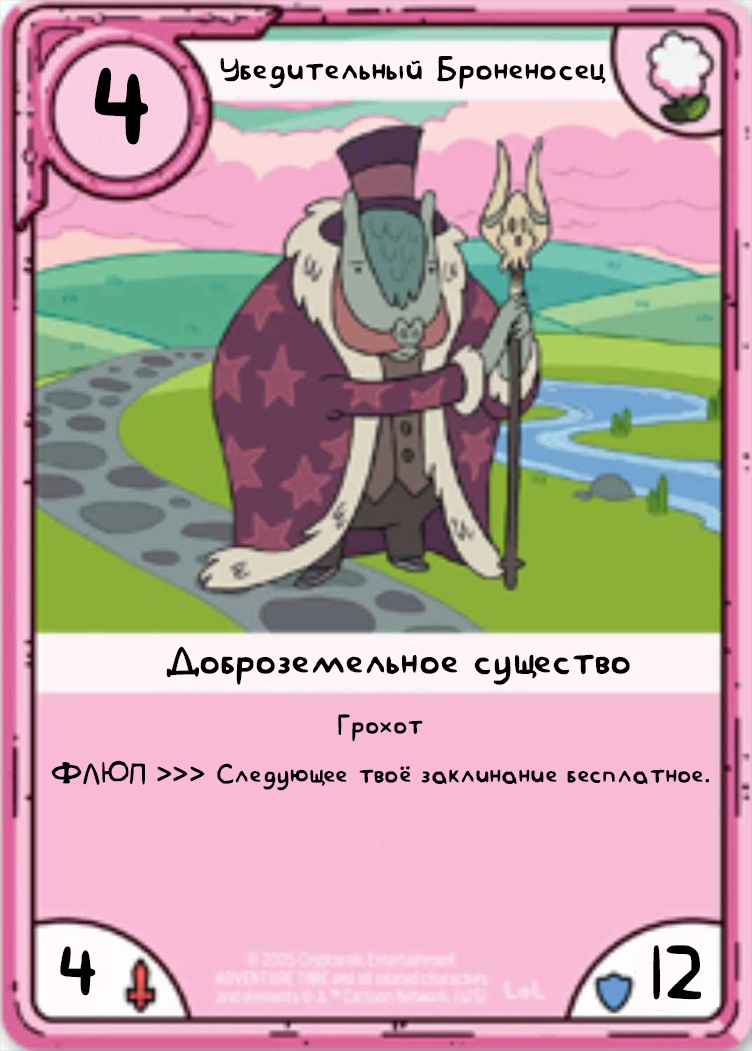 4
Убедительный Броненосец
Доброземельное существо
Грохот
ФЛЮП >>> Следующее твоё заклинание бесплатное.
© 2025 Cryptozoic Entertainment
ADVENTURE TIME and all related characters
and elements © & ™ Cartoon Network. (s25)
LoL
4
12